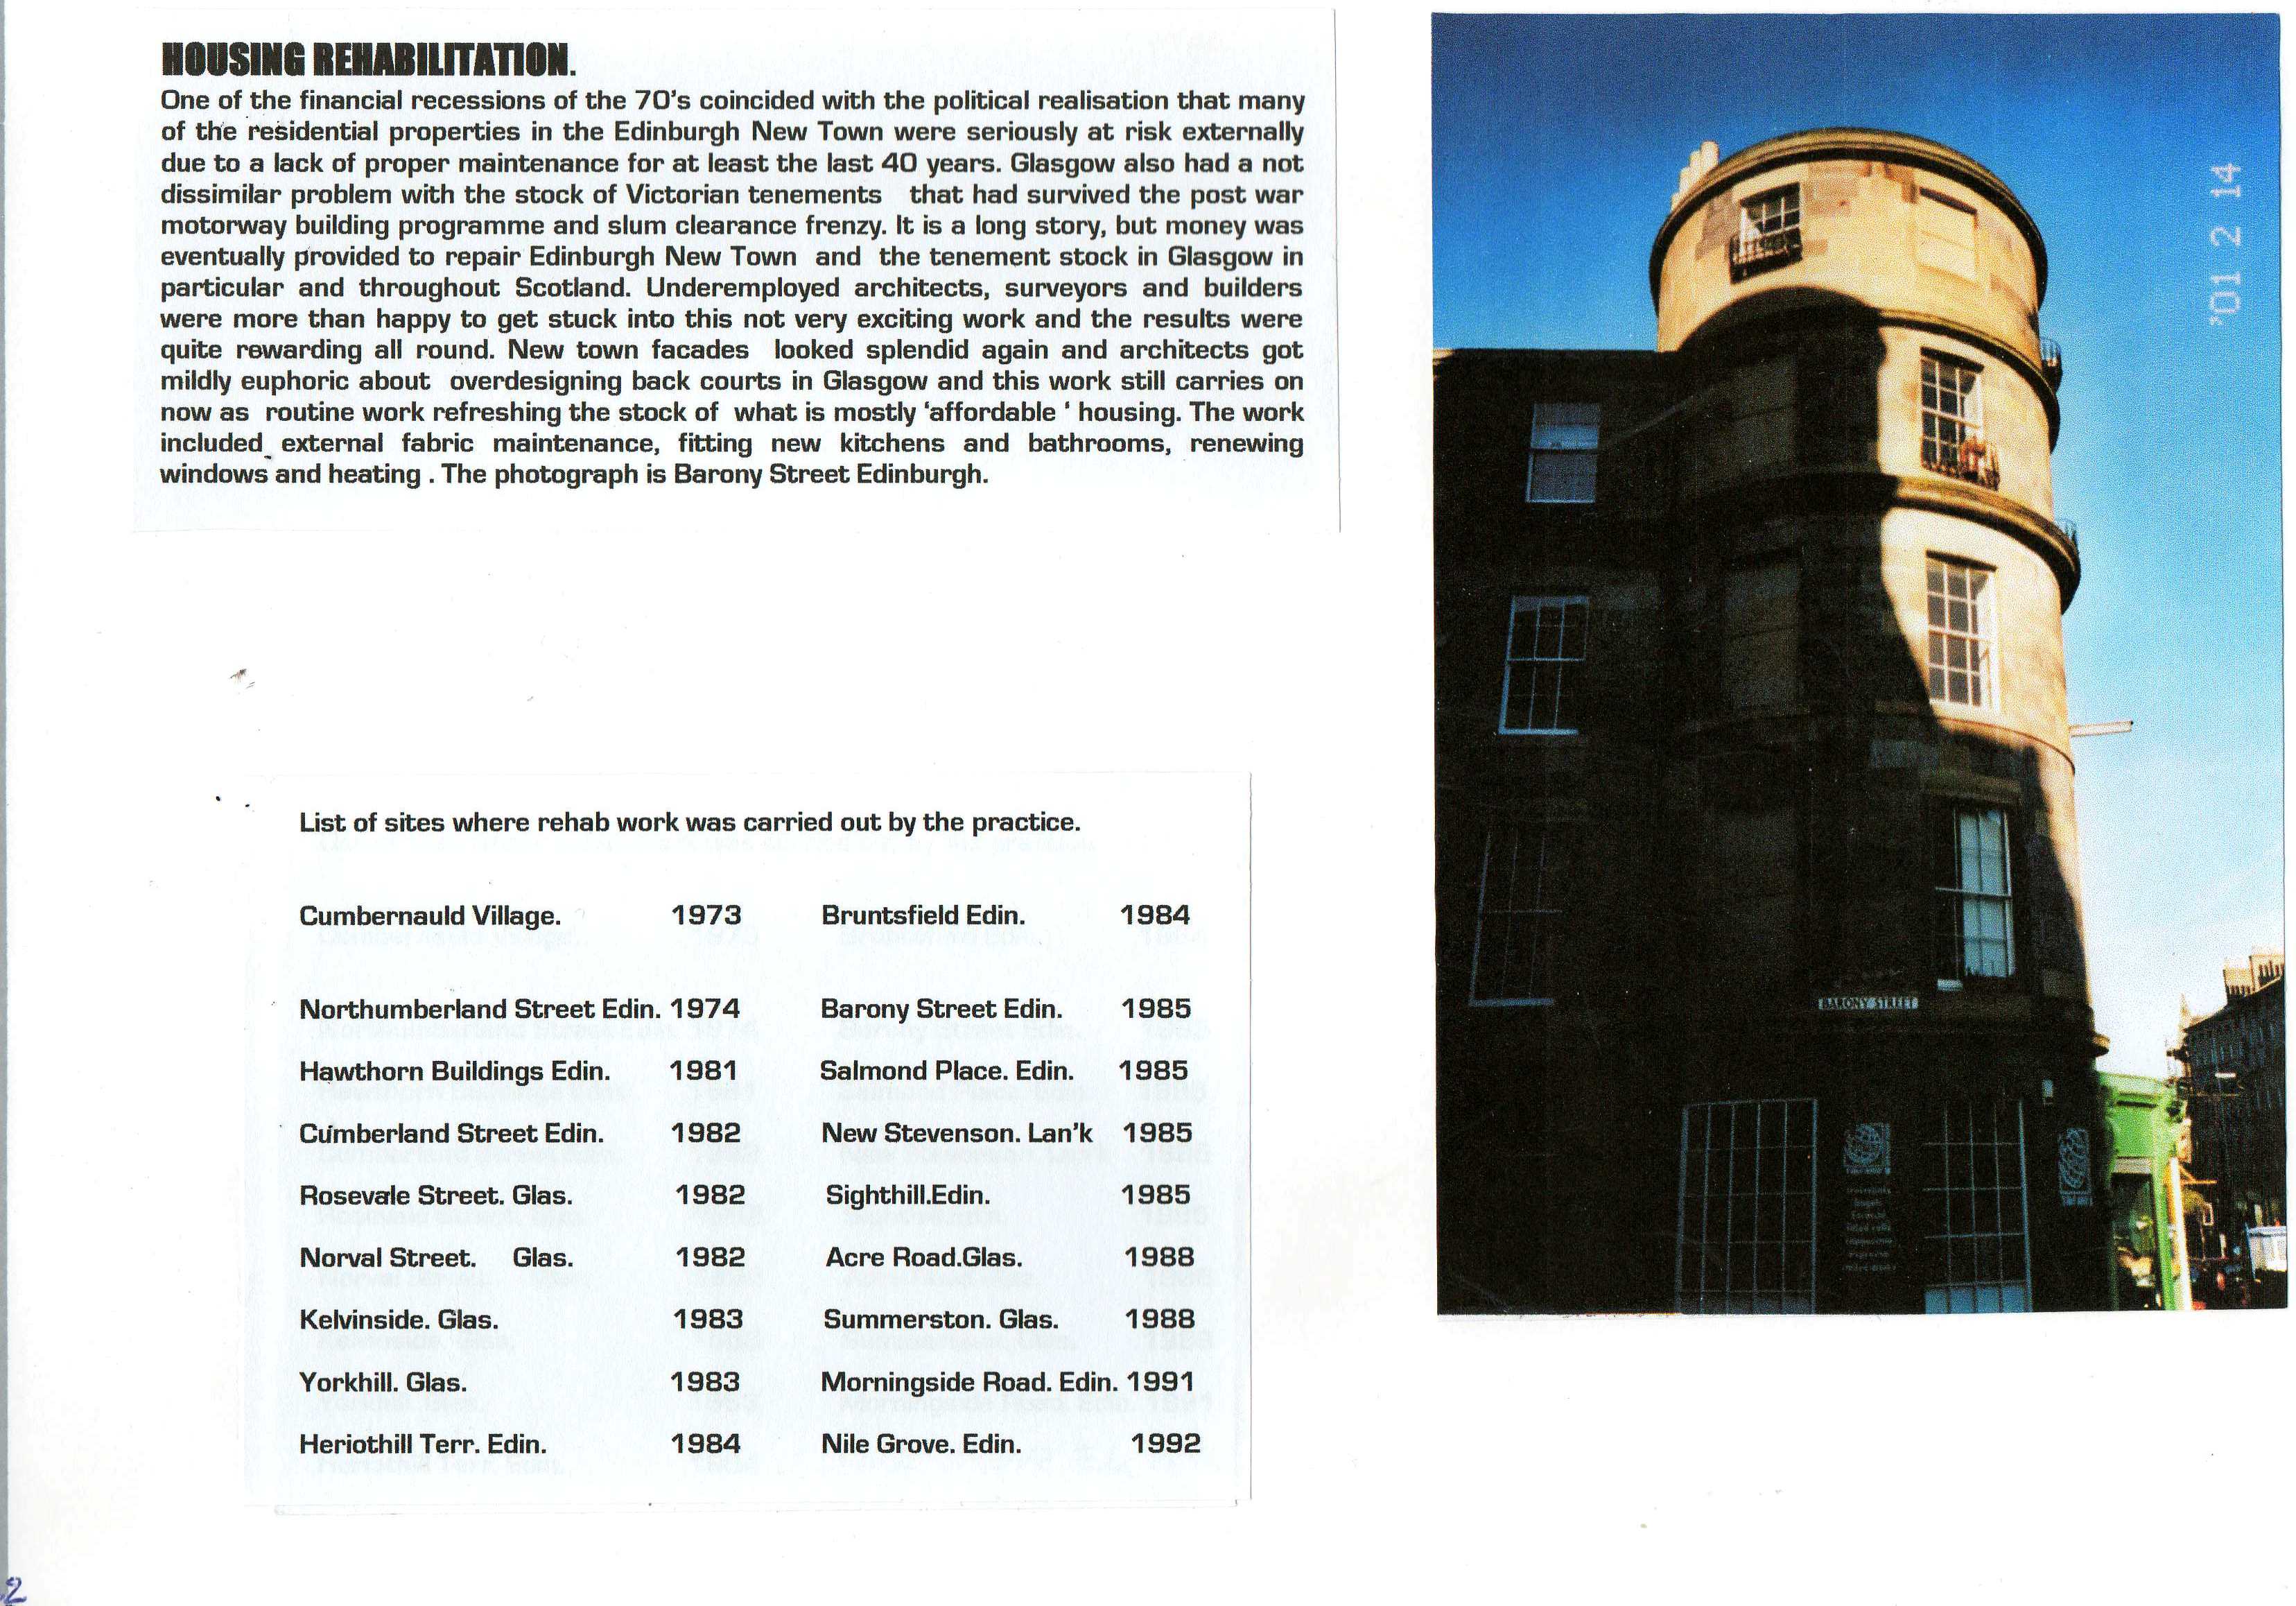 HOUSING REHABILITATION.
One of the financial recessions of the 70's coincided with the political realisation that many
of the residential properties in the Edinburgh New Town were seriously at risk externally
due to a lack of proper maintenance for at least the last 40 years. Glasgow also had a not
dissimilar problem with the stock of Victorian tenements that had survived the post war
motorway building programme and slum clearance frenzy. It is a long story, but money was
eventually provided to repair Edinburgh New Town and the tenement stock in Glasgow in
particular and throughout Scotland. Underemployed architects, surveyors and builders
were more than happy to get stuck into this not very exciting work and the results were
quite rewarding all round. New town facades looked splendid again and architects got
mildly euphoric about overdesigning back courts in Glasgow and this work still carries on
now as routine work refreshing the stock of what is mostly 'affordable ' housing. The work
included external fabric maintenance, fitting new kitchens and bathrooms, renewing
windows and heating . The photograph is Barony Street Edinburgh.
List of sites where rehab work was carried out by the practice.
Cumbernauld Village. 1973 Bruntsfield Edin. 1984
Northumberland Street Edin. 1974 Barony Street Edin. 1985
Hawthorn Buildings Edin. 1981 Salmond Place. Edin. 1985
Cumberland Street Edin. 1982 New Stevenson. Lan'k 1985
Rosevale Street. Glas. 1982 Sighthill.Edin. 1985
Norval Street. Glas. 1982 Acre Road.Glas. 1988
Kelvinside. Glas. 1983 Summerston. Glas. 1988
Yorkhill. Glas. 1983 Morningside Road. Edin. 1991
Heriothill Terr. Edin. 1984 Nile Grove. Edin. 1992
'01 2 14
BARONY STREET
2